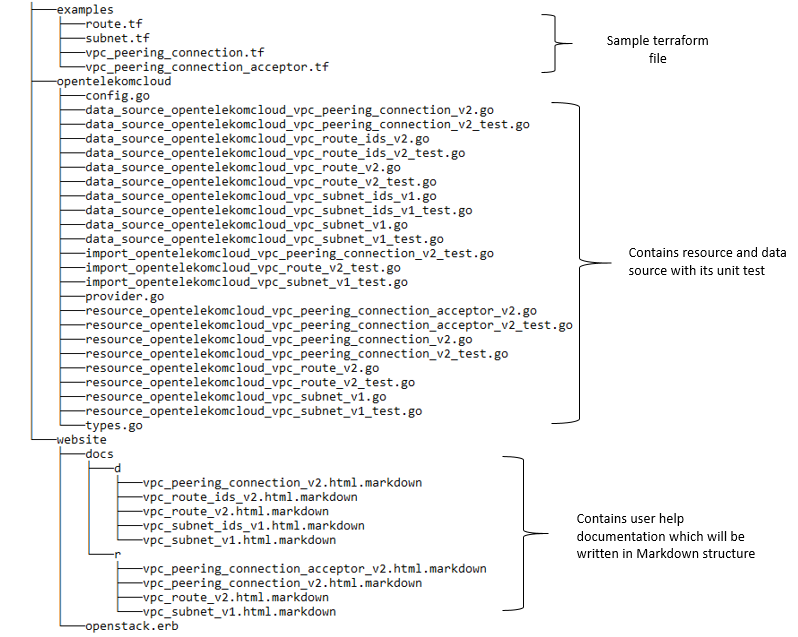 examples
route.tf
subnet.tf
vpc_peering_connection.tf
vpc_peering_connection_acceptor.tf
Sample terraform
file
opentelekomcloud
config.go
data_source_opentelekomcloud_vpc_peering_connection_v2.go
data_source_opentelekomcloud_vpc_peering_connection_v2_test.go
data_source_opentelekomcloud_vpc_route_ids_v2.go
data_source_opentelekomcloud_vpc_route_ids_v2_test.go
data_source_opentelekomcloud_vpc_route_v2.go
data_source_opentelekomcloud_vpc_route_v2_test.go
data_source_opentelekomcloud_vpc_subnet_ids_v1.go
data_source_opentelekomcloud_vpc_subnet_ids_v1_test.go
data_source_opentelekomcloud_vpc_subnet_v1.go
data_source_opentelekomcloud_vpc_subnet_v1_test.go
import_opentelekomcloud_vpc_peering_connection_v2_test.go
import_opentelekomcloud_vpc_route_v2_test.go
import_opentelekomcloud_vpc_subnet_v1_test.go
provider.go
resource_opentelekomcloud_vpc_peering_connection_acceptor_v2.go
resource_opentelekomcloud_vpc_peering_connection_acceptor_v2_test.go
resource_opentelekomcloud_vpc_peering_connection_v2.go
resource_opentelekomcloud_vpc_peering_connection_v2_test.go
resource_opentelekomcloud_vpc_route_v2.go
resource_opentelekomcloud_vpc_route_v2_test.go
resource_opentelekomcloud_vpc_subnet_v1.go
resource_opentelekomcloud_vpc_subnet_v1_test.go
types.go
Contains resource and data
source with its unit test
website
docs
d
vpc_peering_connection_v2.html.markdown
vpc_route_ids_v2.html.markdown
vpc_route_v2.html.markdown
vpc_subnet_ids_v1.html.markdown
vpc_subnet_v1.html.markdown
r
vpc_peering_connection_acceptor_v2.html.markdown
vpc_peering_connection_v2.html.markdown
vpc_route_v2.html.markdown
vpc_subnet_v1.html.markdown
Contains user help
documentation which will be
written in Markdown structure
openstack.erb